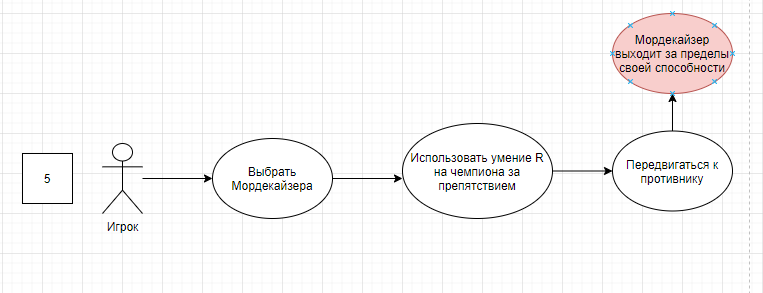 5
Игрок
Выбрать
Мордекайзера
Использовать умение R
на чемпиона за
препятствием
Передвигаться к
противнику
Мордекайзер
выходит за пределы
своей способности